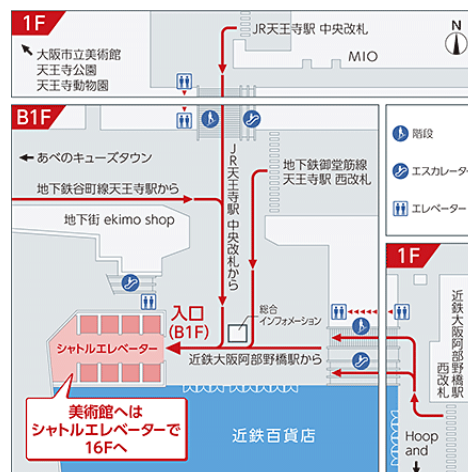 1F
大阪市立美術館
天王寺公園
天王寺動物園
JR天王寺駅 中央改札
MIO
N
B1F
あべのキューズタウン
地下鉄谷町線天王寺駅から
地下街 ekimo shop
JR天王寺駅 中央改札から
地下鉄御堂筋線
天王寺駅 西改札
階段
エスカレーター
エレベーター
入口
(B1F)
総合
インフォメーション
シャトルエレベーター
近鉄大阪阿部野橋駅から
美術館へは
シャトルエレベーターで
16Fへ
近鉄百貨店
1F
近鉄大阪阿部野橋駅
西改札
Hoop
and